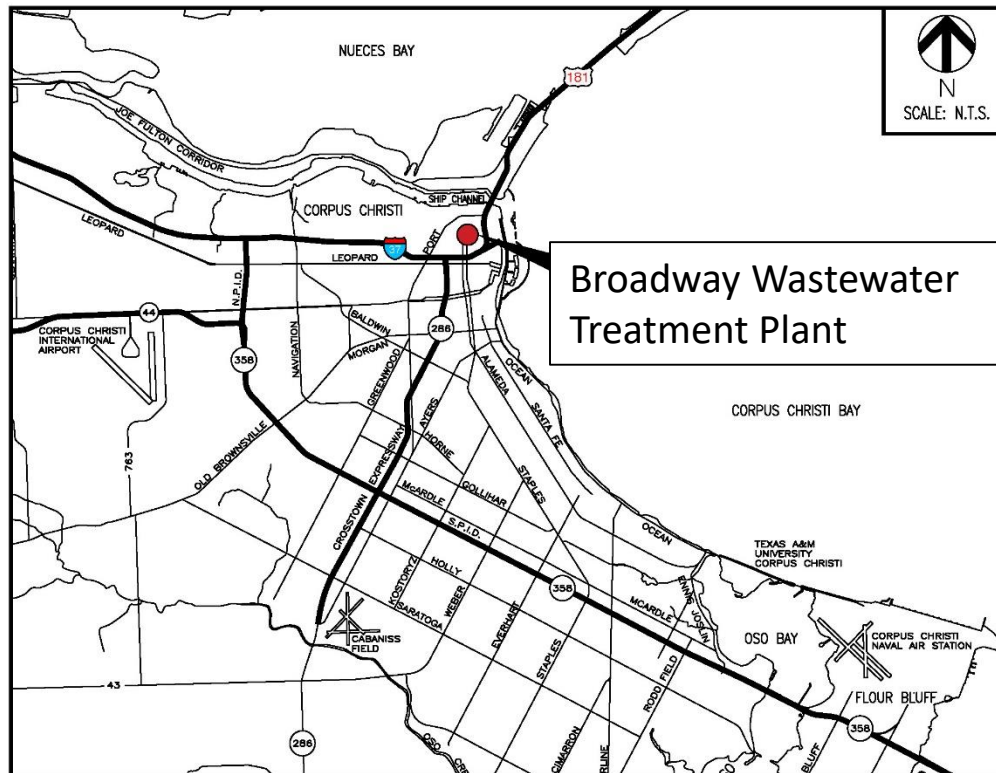 NUECES BAY
181
N
SCALE: N.T.S.
JOE FULTON CORRIDOR
SHIP CHANNEL
CORPUS CHRISTI
PORT
LEOPARD
37
LEOPARD
Broadway Wastewater
Treatment Plant
N.P.I.D.
44
CORPUS CHRISTI
INTERNATIONAL
AIRPORT
358
NAVIGATION
BALDWIN
MORGAN
286
GREENWOOD
AYERS
ALAMEDA
OCEAN
SANTA FE
CORPUS CHRISTI BAY
763
OLD BROWNSVILLE
CROSSTOWN EXPRESSWAY
HORNE
GOLLIHAR
McARDLE
STAPLES
S.P.I.D.
OCEAN
TEXAS A&M
UNIVERSITY
CORPUS CHRISTI
HOLLY
KOSTORYZ
WEBER
SARATOGA
EVERHART
358
McARDLE
ENNIS JOSLIN
OSO BAY
CORPUS CHRISTI
NAVAL AIR STATION
CABANISS
FIELD
STAPLES
RODD FIELD
FLOUR BLUFF
43
286
OSO
CIMARRON
358